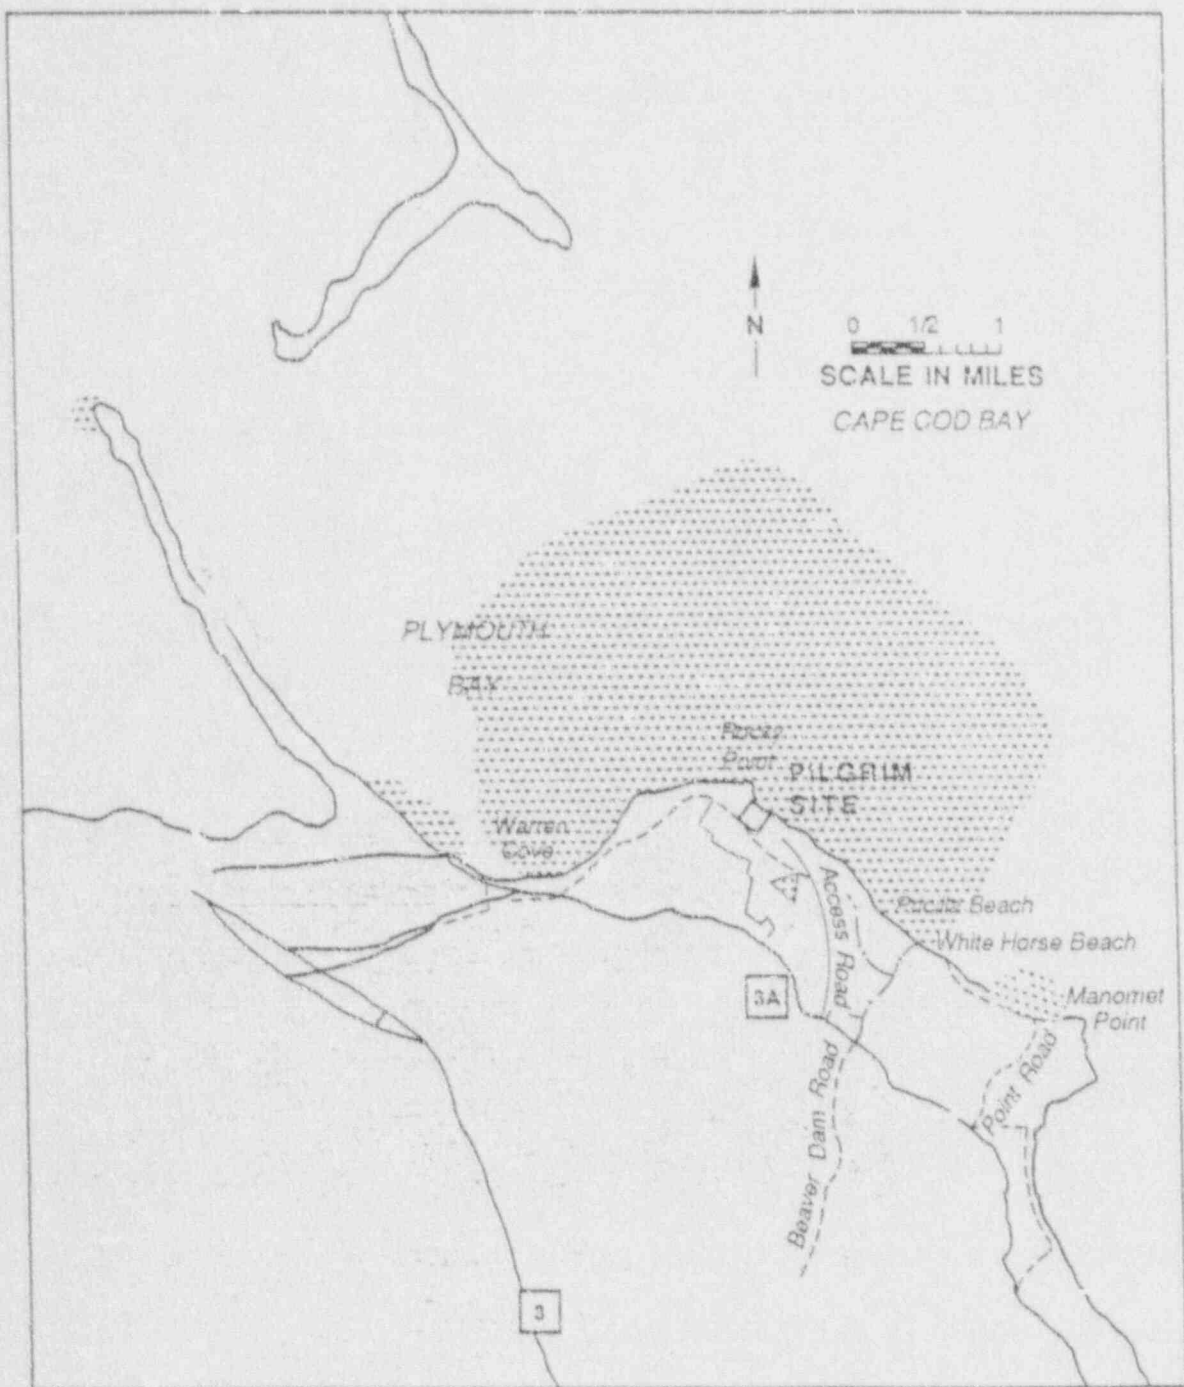 N
0 1/2 1
SCALE IN MILES
CAPE COD BAY
PLYMOUTH
BAY
Rocky
Point
PILGRIM
SITE
Warren
Cove
Access Road
Beach
White Horse Beach
3A
Manomet
Point
Point Road
Beaver Dam Road
3